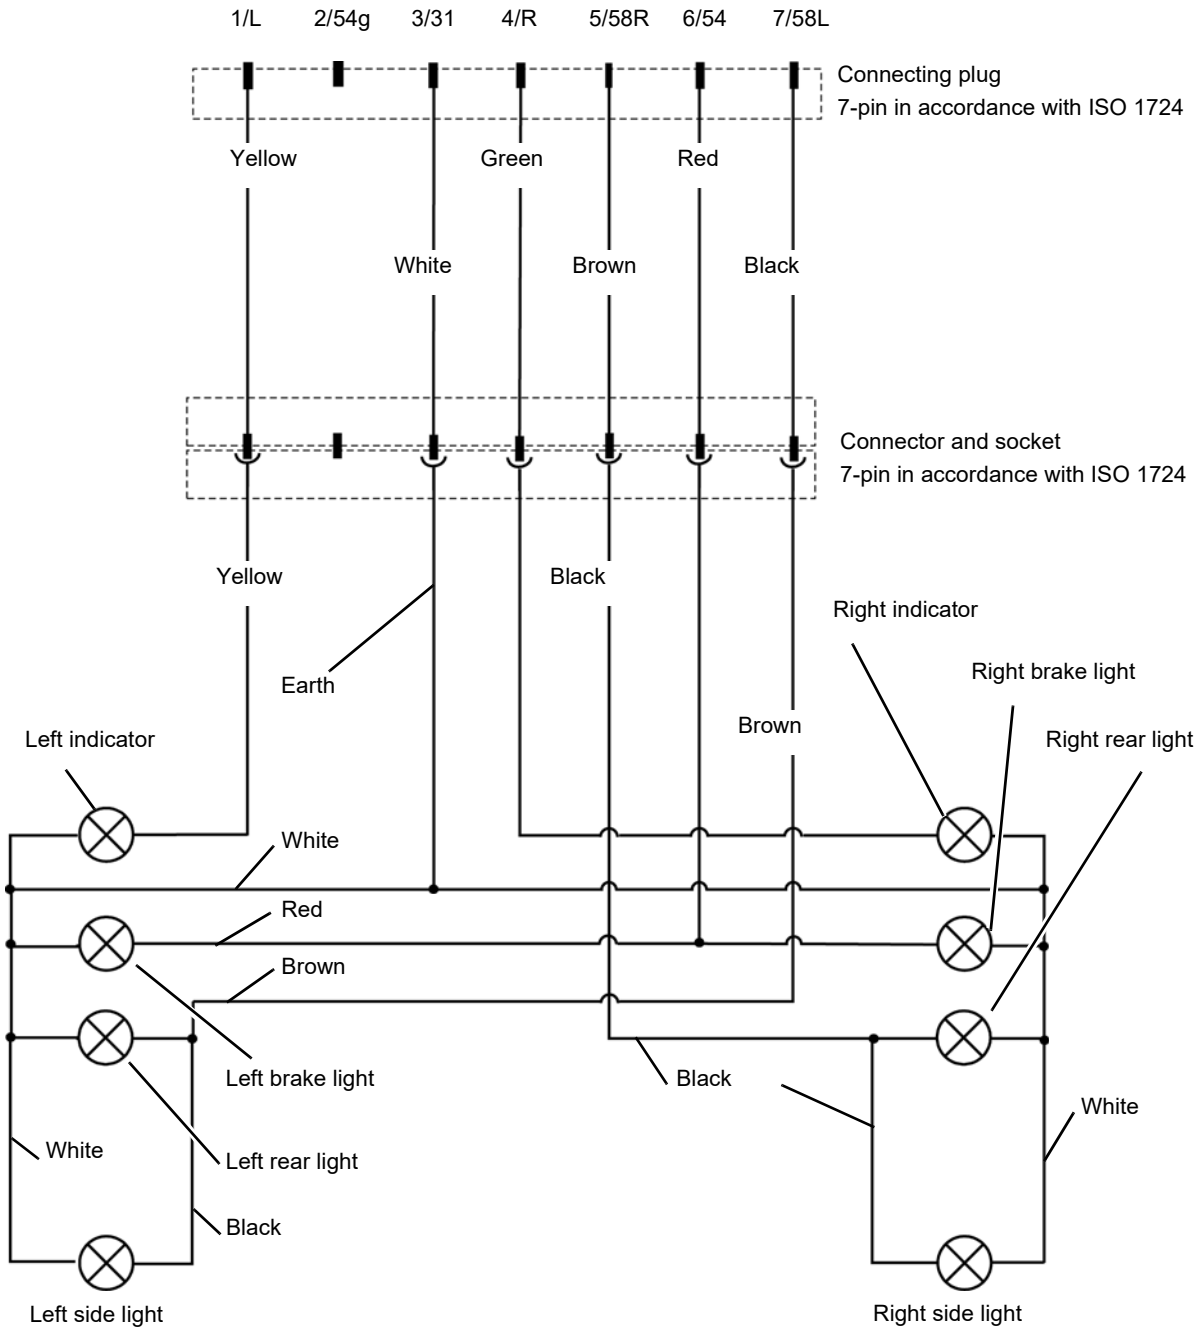 1/L 2/54g 3/31 4/R 5/58R 6/54 7/58L
Connecting plug
7-pin in accordance with ISO 1724
Yellow Green Red
White Brown Black
Connector and socket
7-pin in accordance with ISO 1724
Yellow Black
Right indicator
Right brake light
Earth
Brown
Left indicator
Right rear light
White
Red
Brown
Left brake light
Black
White
White
Left rear light
Black
Left side light
Right side light